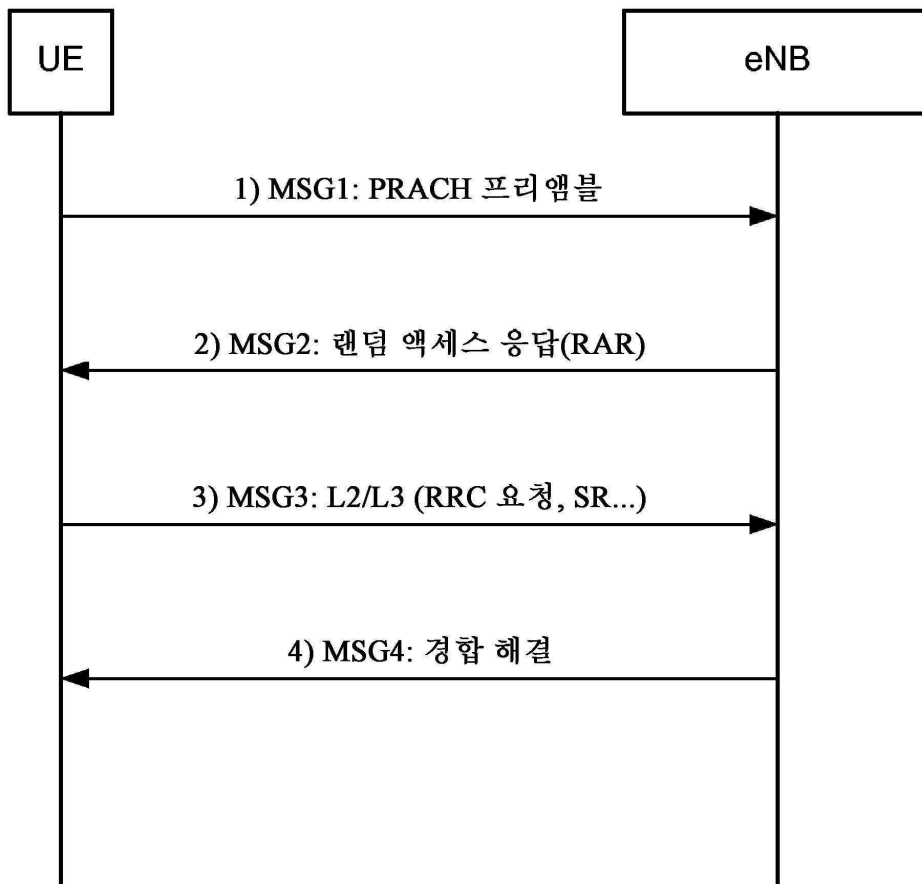 UE
eNB
1) MSG1: PRACH 프리앰블
2) MSG2: 랜덤 액세스 응답(RAR)
3) MSG3: L2/L3 (RRC 요청, SR...)
4) MSG4: 경합 해결